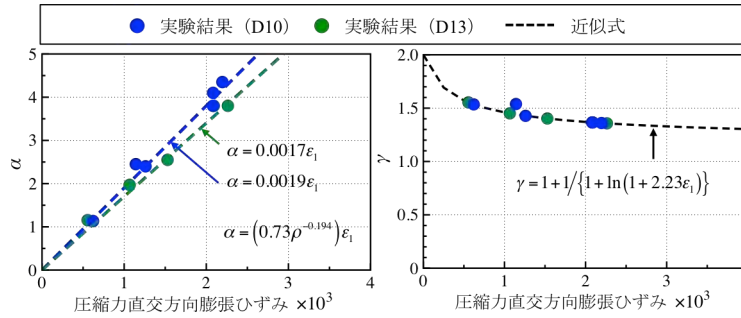 実験結果（D10） 実験結果（D13） 近似式
5
4
3
2
1
0
α
α = 0.0017ε₁
α = 0.0019ε₁
α = (0.73ρ^{-0.194})ε₁
0 1 2 3 4
圧縮力直交方向膨張ひずみ ×10³
2.0
1.5
1.0
0.5
0
γ
γ = 1+1/{1+ln(1+2.23ε₁)}
0 1 2 3
圧縮力直交方向膨張ひずみ ×10³